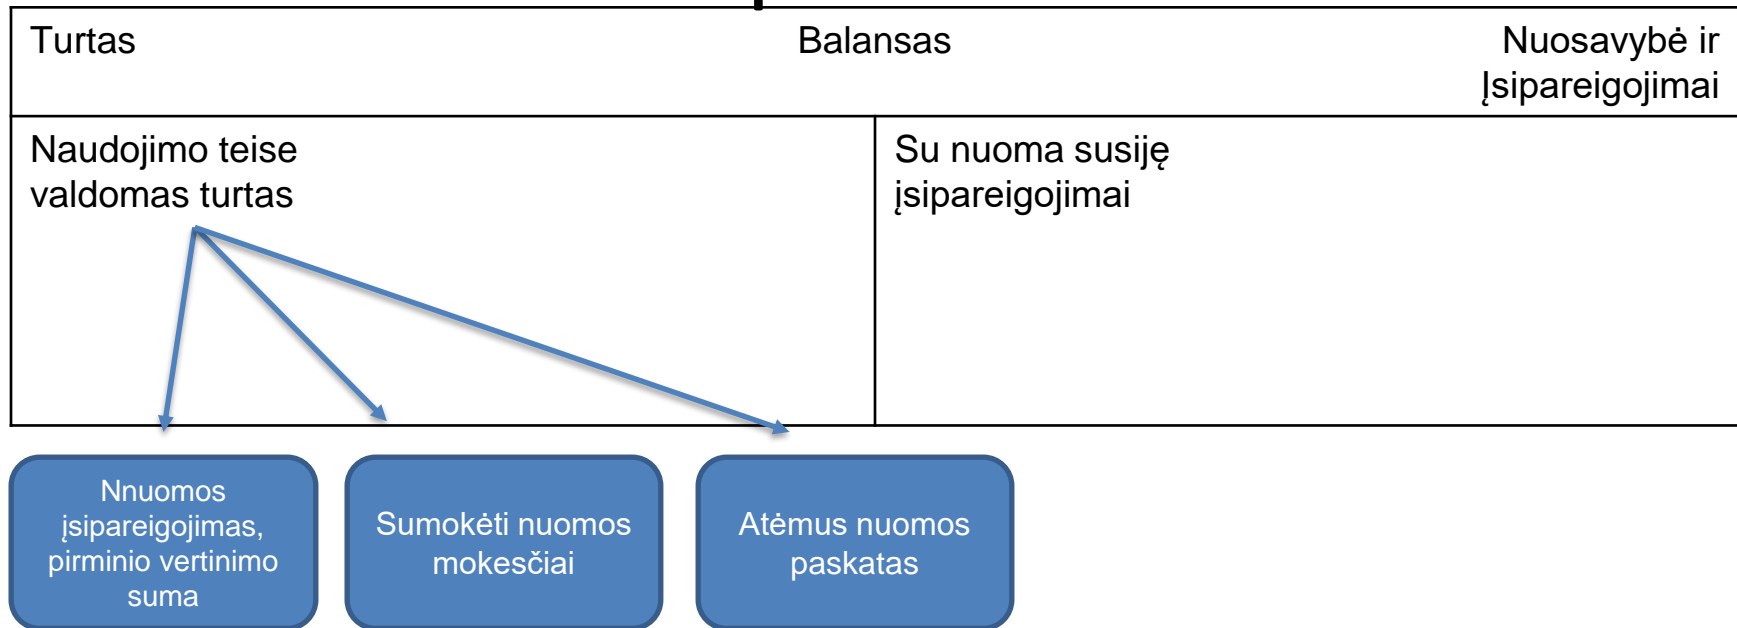 Turtas
Balansas
Nuosavybė ir
Įsipareigojimai
Naudojimo teise
valdomas turtas
Su nuoma susiję
įsipareigojimai
Nnuomos
įsipareigojimas,
pirminio vertinimo
suma
Sumokėti nuomos
mokesčiai
Atėmus nuomos
paskatas